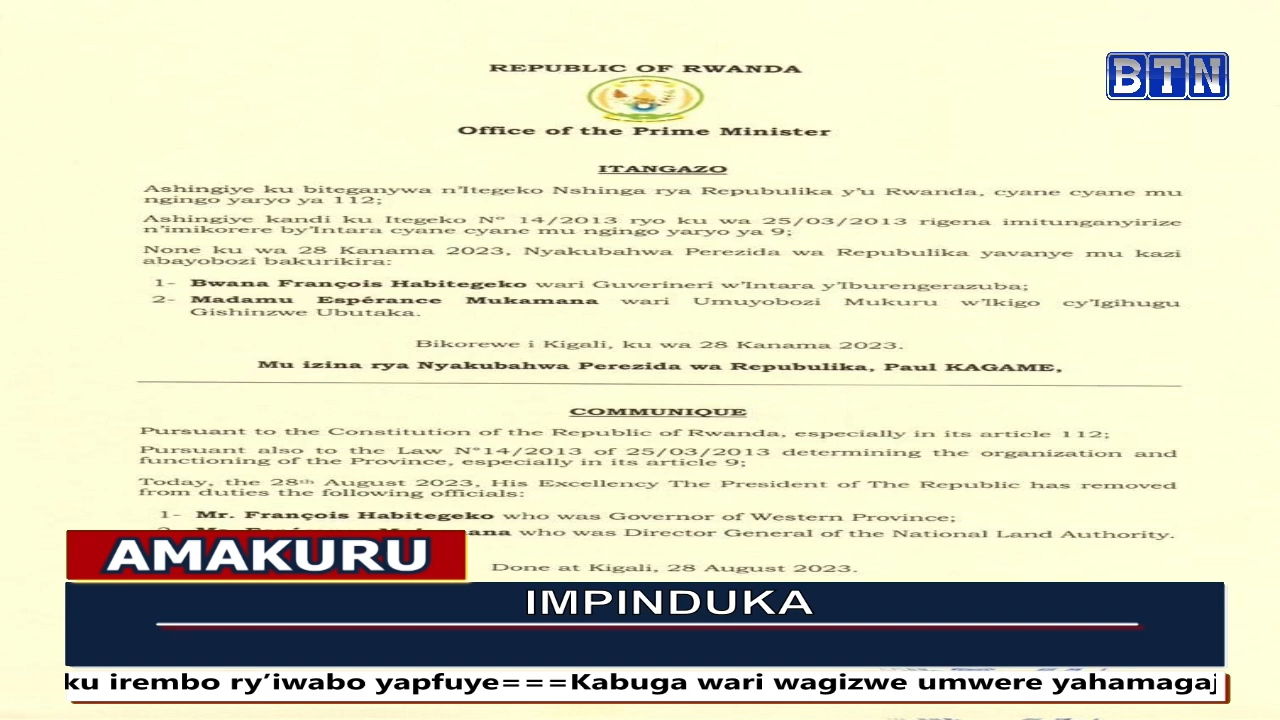 REPUBLIC OF RWANDA
BTN
Office of the Prime Minister
ITANGAZO
Ashingiye ku biteganywa n'Itegeko Nshinga rya Repubulika y'u Rwanda, cyane cyane mu
ngingo yaryo ya 112;
Ashingiye kandi ku Itegeko N° 14/2013 ryo ku wa 25/03/2013 rigena imitunganyirize
n'imikorere by'Intara cyane cyane mu ngingo yaryo ya 9;
None ku wa 28 Kanama 2023, Nyakubahwa Perezida wa Repubulika yavanye mu kazi
abayobozi bakurikira:
1- Bwana François Habitegeko wari Guverineri w'Intara y'Iburengerazuba;
2- Madamu Espérance Mukamana wari Umuyobozi Mukuru w'Ikigo cy'Igihugu
Gishinzwe Ubutaka.
Bikorewe i Kigali, ku wa 28 Kanama 2023.
Mu izina rya Nyakubahwa Perezida wa Repubulika, Paul KAGAME,
COMMUNIQUE
Pursuant to the Constitution of the Republic of Rwanda, especially in its article 112;
Pursuant also to the Law N°14/2013 of 25/03/2013 determining the organization and
functioning of the Province, especially in its article 9;
Today, the 28th August 2023, His Excellency The President of The Republic has removed
from duties the following officials:
1- Mr. François Habitegeko who was Governor of Western Province;
who was Director General of the National Land Authority.
Done at Kigali, 28 August 2023.
AMAKURU
IMPINDUKA
ku irembo ry'iwabo yapfuye===Kabuga wari wagizwe umwere yahamagaj